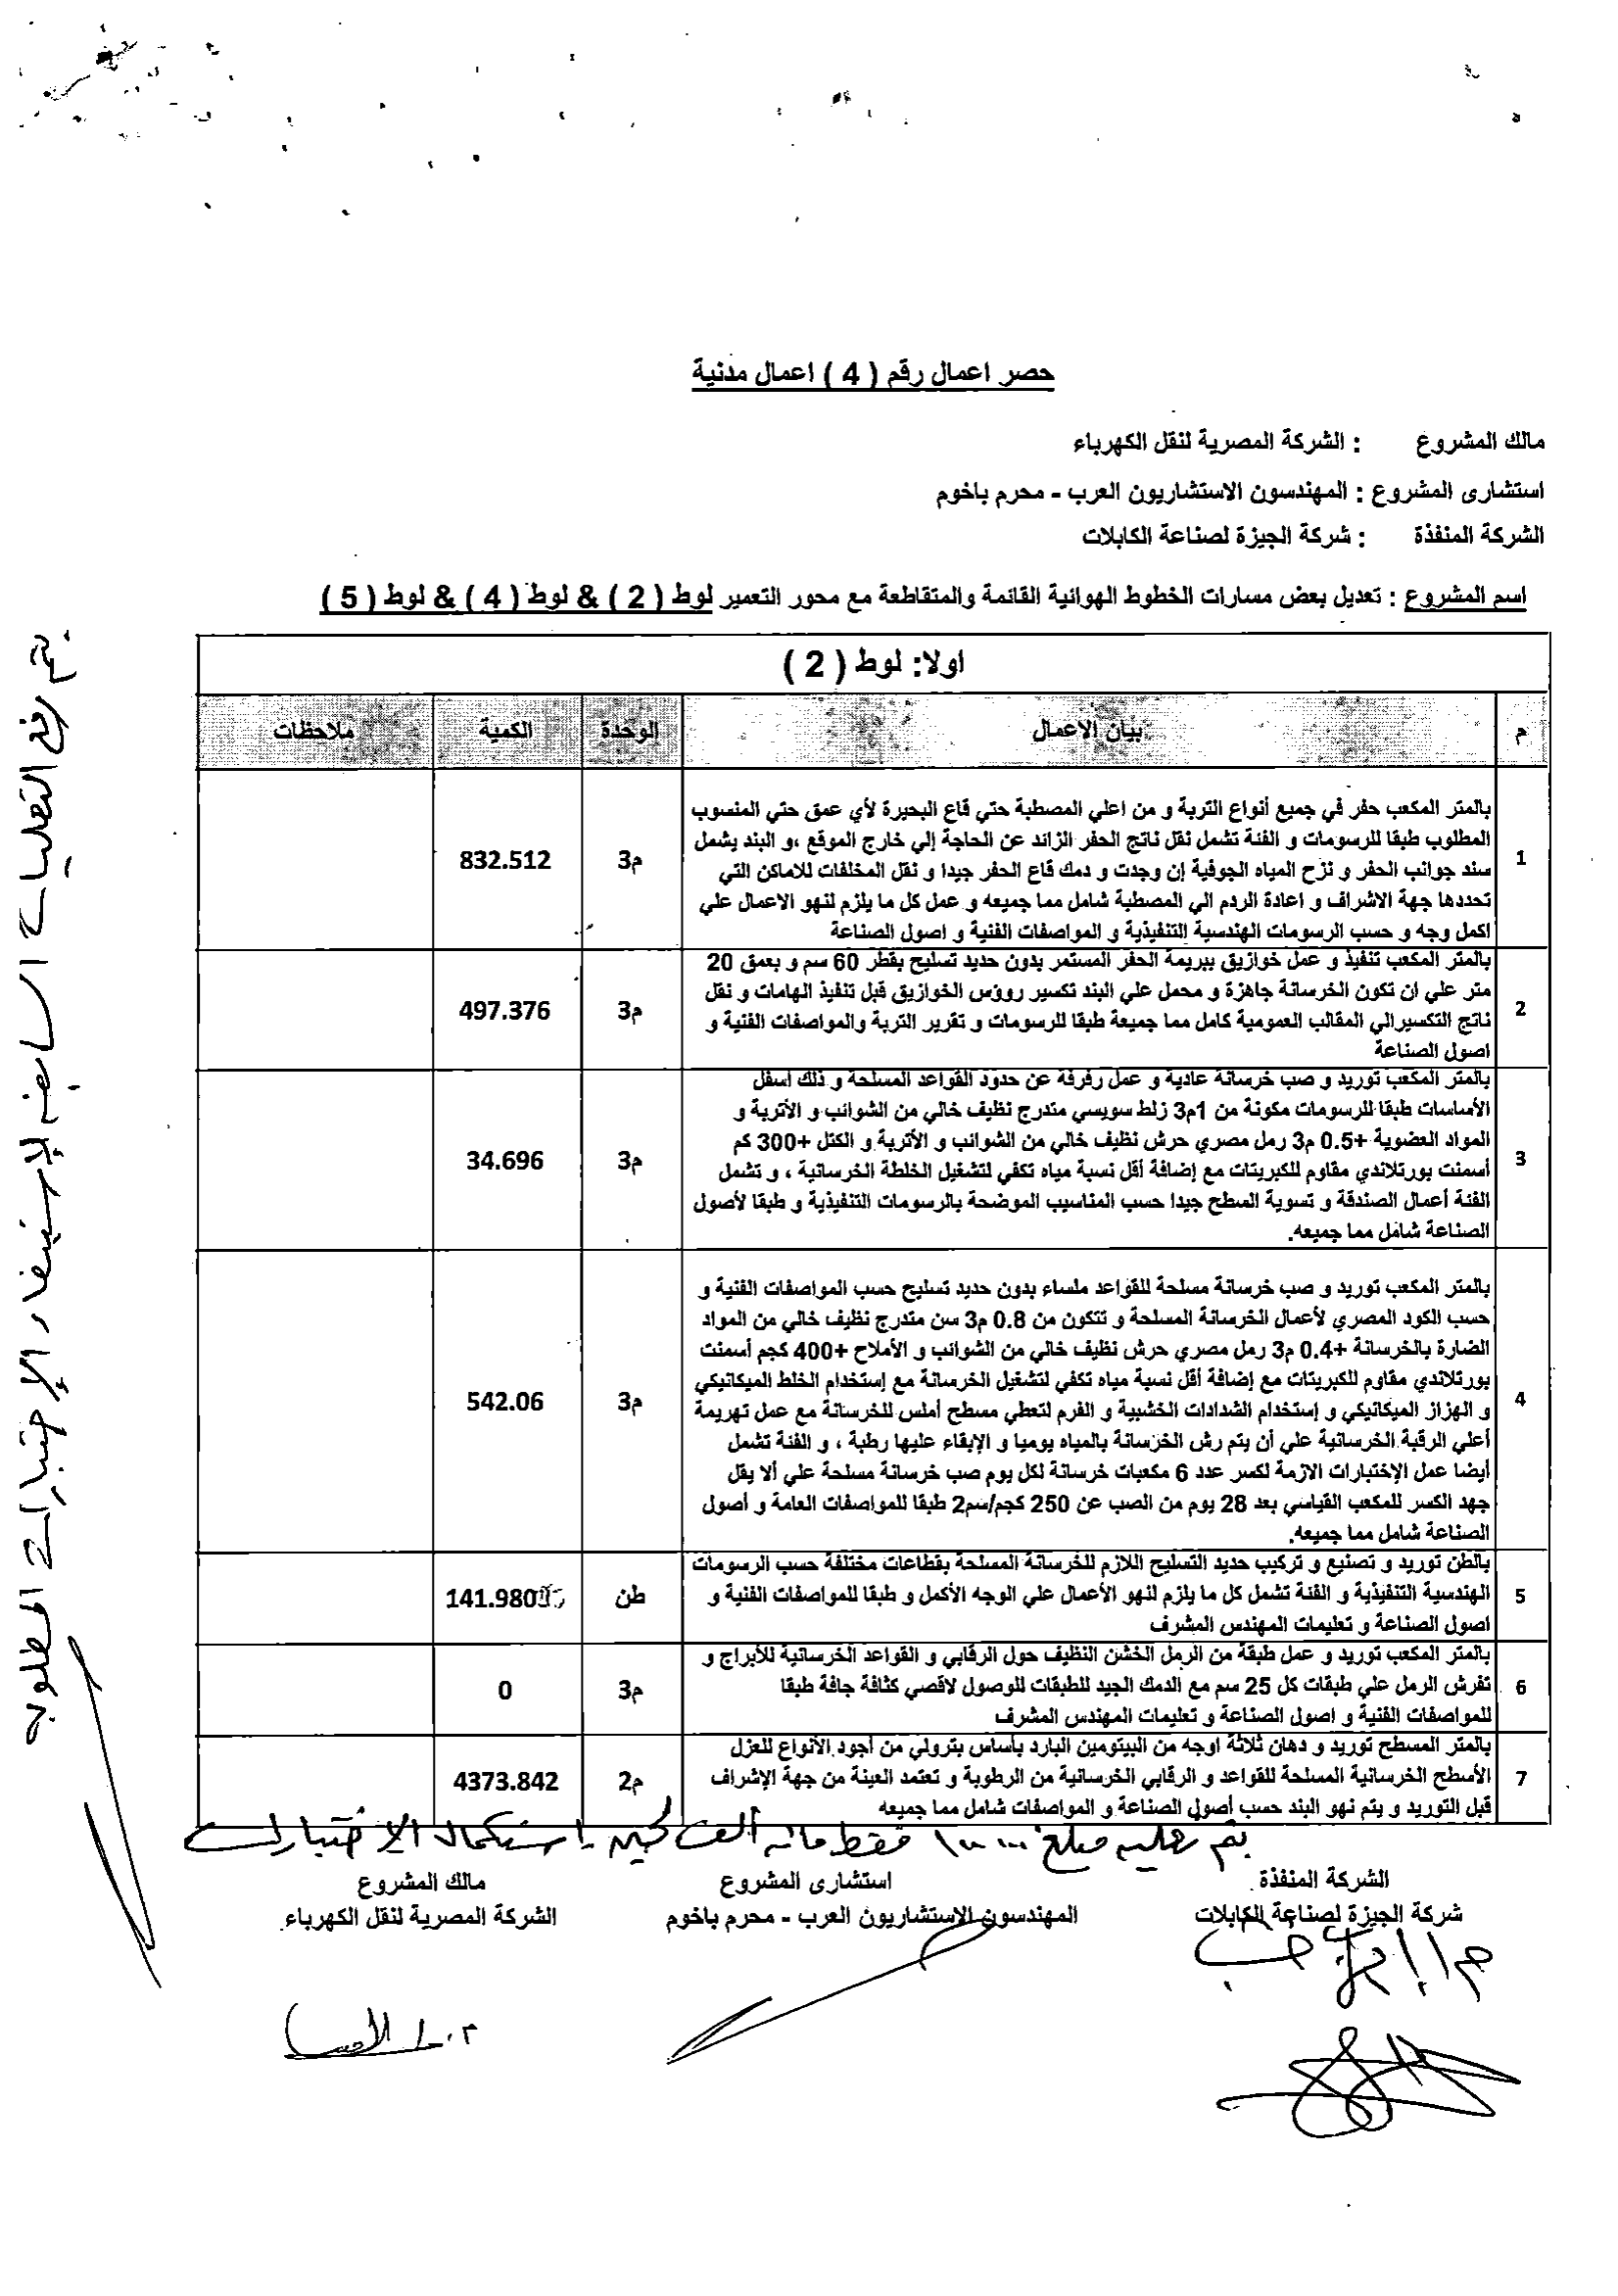 حصر اعمال رقم ( 4 ) اعمال مدنية
مالك المشروع : الشركة المصرية لنقل الكهرباء
استشارى المشروع : المهندسون الاستشاريون العرب - محرم باخوم
الشركة المنفذة : شركة الجيزة لصناعة الكابلات
اسم المشروع : تعديل بعض مسارات الخطوط الهوائية القائمة والمتقاطعة مع محور التعمير لوط ( 2 ) & لوط ( 4 ) & لوط ( 5 )
اولا: لوط ( 2 )
م بيان الاعمال الوحدة الكمية ملاحظات
بالمتر المكعب حفر في جميع أنواع التربة و من اعلي المصطبة حتي قاع البحيرة لأي عمق حتي المنسوب
المطلوب طبقا للرسومات و الفئة تشمل نقل ناتج الحفر الزائد عن الحاجة إلي خارج الموقع ،و البند يشمل
1 سند جوانب الحفر و نزح المياه الجوفية إن وجدت و دمك قاع الحفر جيدا و نقل المخلفات للاماكن التي م3 832.512
تحددها جهة الاشراف و اعادة الردم الي المصطبة شامل مما جميعه و عمل كل ما يلزم لنهو الاعمال علي
اكمل وجه و حسب الرسومات الهندسية التنفيذية و المواصفات الفنية و اصول الصناعة
بالمتر المكعب تنفيذ و عمل خوازيق ببريمة الحفر المستمر بدون حديد تسليح بقطر 60 سم و بعمق 20
2 متر علي ان تكون الخرسانة جاهزة و محمل علي البند تكسير رووس الخوازيق قبل تنفيذ الهامات و نقل م3 497.376
ناتج التكسيرالي المقالب العمومية كامل مما جميعة طبقا للرسومات و تقرير التربة والمواصفات الفنية و
اصول الصناعة
بالمتر المكعب توريد و صب خرسانة عادية و عمل رفرفة عن حدود القواعد المسلحة و ذلك أسفل
الأساسات طبقا للرسومات مكونة من 1م3 زلط سويسي متدرج نظيف خالي من الشوائب و الأتربة و
المواد العضوية +0.5 م3 رمل مصري حرش نظيف خالي من الشوائب و الأتربة و الكتل +300 كم
3 أسمنت بورتلاندي مقاوم للكبريتات مع إضافة أقل نسبة مياه تكفي لتشغيل الخلطة الخرسانية ، و تشمل م3 34.696
الفئة أعمال الصندقة و تسوية السطح جيدا حسب المناسيب الموضحة بالرسومات التنفيذية و طبقا لأصول
الصناعة شامل مما جميعه.
بالمتر المكعب توريد و صب خرسانة مسلحة للقواعد ملساء بدون حديد تسليح حسب المواصفات الفنية و
حسب الكود المصري لأعمال الخرسانة المسلحة و تتكون من 0.8 م3 سن متدرج نظيف خالي من المواد
الضارة بالخرسانة +0.4 م3 رمل مصري حرش نظيف خالي من الشوائب و الأملاح +400 كجم أسمنت
بورتلاندي مقاوم للكبريتات مع إضافة أقل نسبة مياه تكفي لتشغيل الخرسانة مع إستخدام الخلط الميكانيكي
4 و الهزاز الميكانيكي و إستخدام الشدادات الخشبية و الفرم لتعطي مسطح أملس للخرسانة مع عمل تهريمة م3 542.06
أعلي الرقبة الخرسانية علي أن يتم رش الخرسانة بالمياه يوميا و الإبقاء عليها رطبة ، و الفئة تشمل
أيضا عمل الإختبارات الازمة لكسر عدد 6 مكعبات خرسانة لكل يوم صب خرسانة مسلحة علي ألا يقل
جهد الكسر للمكعب القياسي بعد 28 يوم من الصب عن 250 كجم/سم2 طبقا للمواصفات العامة و أصول
الصناعة شامل مما جميعه.
بالطن توريد و تصنيع و تركيب حديد التسليح اللازم للخرسانة المسلحة بقطاعات مختلفة حسب الرسومات
5 الهندسية التنفيذية و الفئة تشمل كل ما يلزم لنهو الأعمال علي الوجه الأكمل و طبقا للمواصفات الفنية و طن
اصول الصناعة و تعليمات المهندس المشرف
بالمتر المكعب توريد و عمل طبقة من الرمل الخشن النظيف حول الرقابي و القواعد الخرسانية للأبراج و
6 تفرش الرمل علي طبقات كل 25 سم مع الدمك الجيد للطبقات للوصول لاقصي كثافة جافة طبقا م3 0
للمواصفات الفنية و اصول الصناعة و تعليمات المهندس المشرف
بالمتر المسطح توريد و دهان ثلاثة اوجه من البيتومين البارد بأساس بترولي من أجود الأنواع للعزل
7 الأسطح الخرسانية المسلحة للقواعد و الرقابي الخرسانية من الرطوبة و تعتمد العينة من جهة الإشراف م2 4373.842
قبل التوريد و يتم نهو البند حسب أصول الصناعة و المواصفات شامل مما جميعه
مبلغ فقط مائه ألف استكمال الاختبارات
الشركة المنفذة استشارى المشروع مالك المشروع
شركة الجيزة لصناعة الكابلات المهندسون الاستشاريون العرب - محرم باخوم الشركة المصرية لنقل الكهرباء
يتم رفع التعليات السابقه لإستيفاء الإختبارات المطلوبه